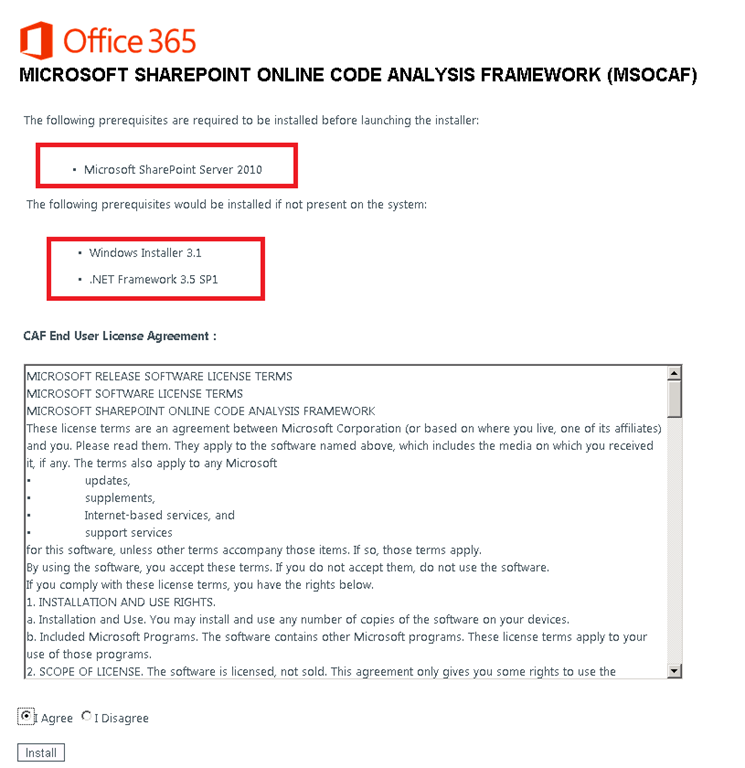 Office 365
MICROSOFT SHAREPOINT ONLINE CODE ANALYSIS FRAMEWORK (MSOCAF)
The following prerequisites are required to be installed before launching the installer:
• Microsoft SharePoint Server 2010
The following prerequisites would be installed if not present on the system:
• Windows Installer 3.1
• .NET Framework 3.5 SP1
CAF End User License Agreement :
MICROSOFT RELEASE SOFTWARE LICENSE TERMS
MICROSOFT SOFTWARE LICENSE TERMS
MICROSOFT SHAREPOINT ONLINE CODE ANALYSIS FRAMEWORK
These license terms are an agreement between Microsoft Corporation (or based on where you live, one of its affiliates)
and you. Please read them. They apply to the software named above, which includes the media on which you received
it, if any. The terms also apply to any Microsoft
• updates,
• supplements,
• Internet-based services, and
• support services
for this software, unless other terms accompany those items. If so, those terms apply.
By using the software, you accept these terms. If you do not accept them, do not use the software.
If you comply with these license terms, you have the rights below.
1. INSTALLATION AND USE RIGHTS.
a. Installation and Use. You may install and use any number of copies of the software on your devices.
b. Included Microsoft Programs. The software contains other Microsoft programs. These license terms apply to your
use of those programs.
2. SCOPE OF LICENSE. The software is licensed, not sold. This agreement only gives you some rights to use the
I Agree I Disagree
Install